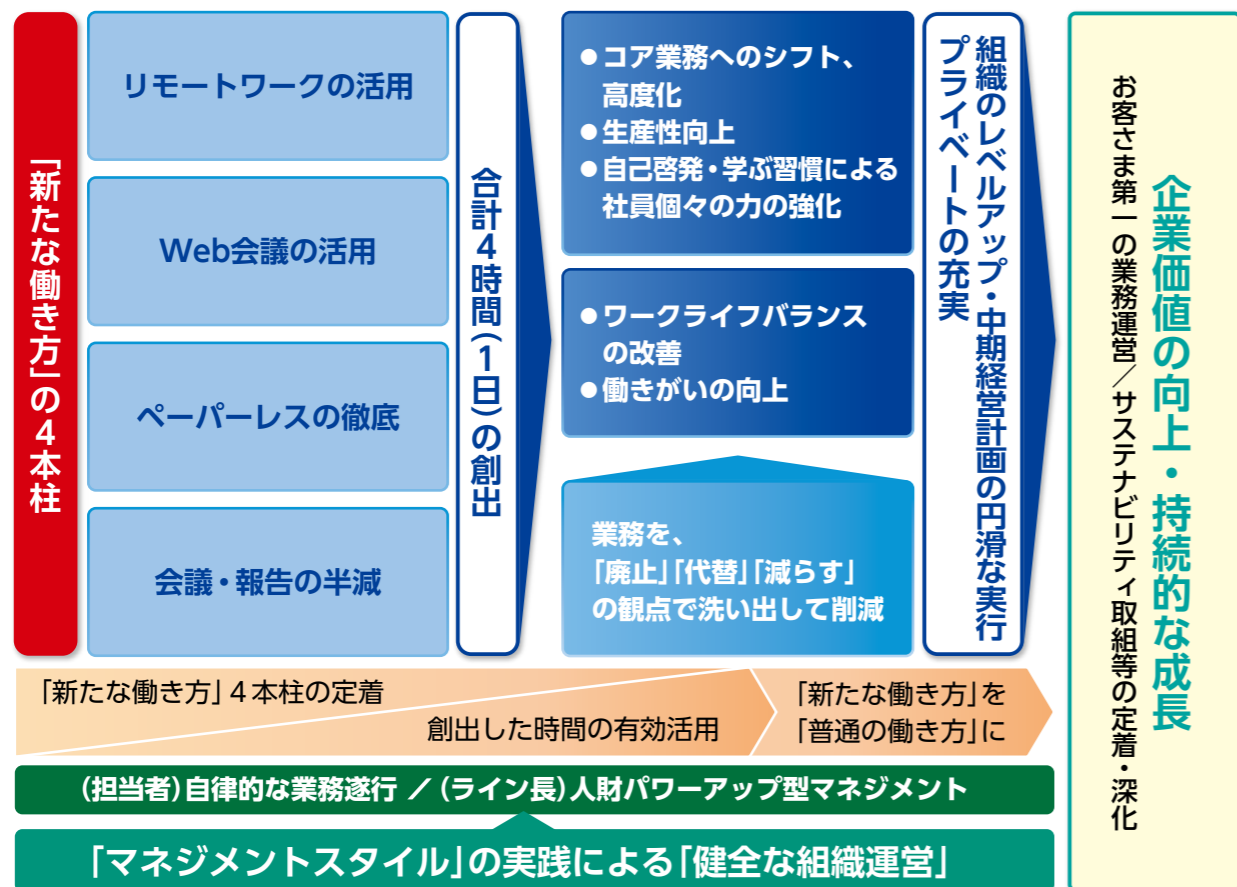 「新たな働き方」の４本柱
リモートワークの活用
Web会議の活用
ペーパーレスの徹底
会議・報告の半減
合計４時間（１日）の創出
●コア業務へのシフト、
高度化
●生産性向上
●自己啓発・学ぶ習慣による
社員個々の力の強化
●ワークライフバランス
の改善
●働きがいの向上
業務を、
「廃止」「代替」「減らす」
の観点で洗い出して削減
組織のレベルアップ・中期経営計画の円滑な実行
プライベートの充実
企業価値の向上・持続的な成長
お客さま第一の業務運営／サステナビリティ取組等の定着・深化
「新たな働き方」４本柱の定着
創出した時間の有効活用
「新たな働き方」を
「普通の働き方」に
（担当者）自律的な業務遂行 ／（ライン長）人財パワーアップ型マネジメント
「マネジメントスタイル」の実践による「健全な組織運営」